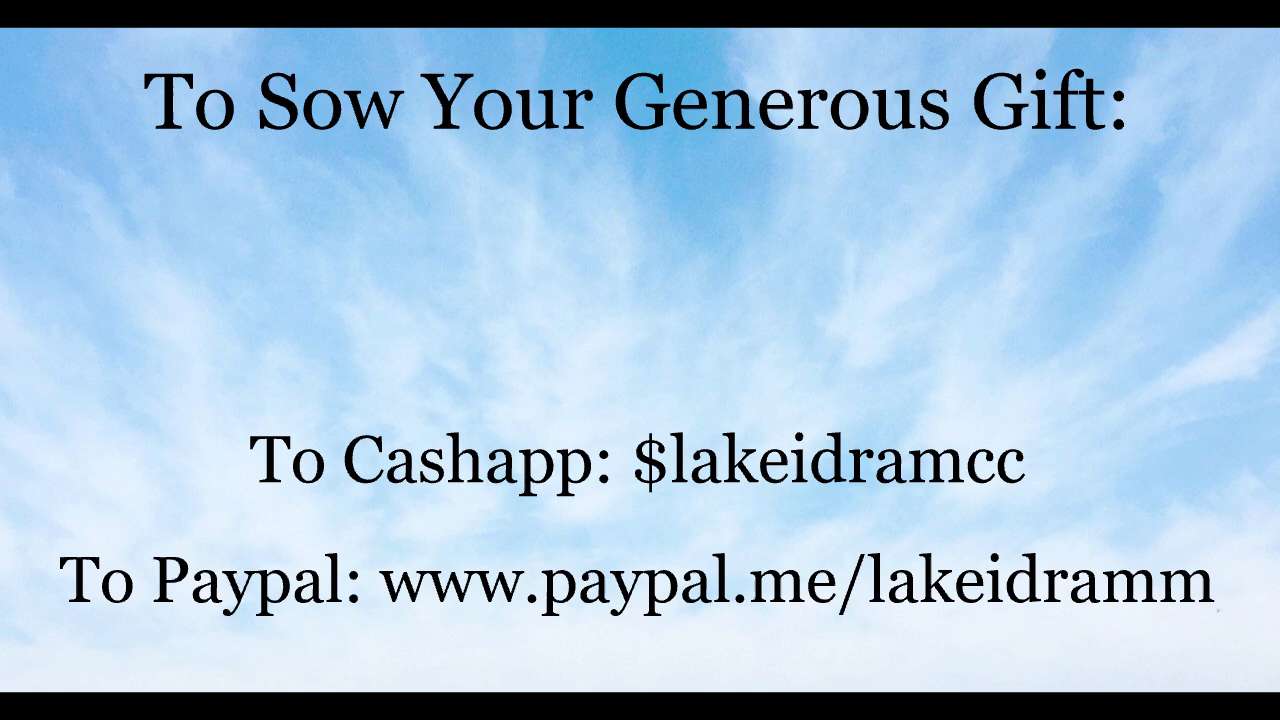 To Sow Your Generous Gift:
To Cashapp: $lakeidramcc
To Paypal: www.paypal.me/lakeidramm